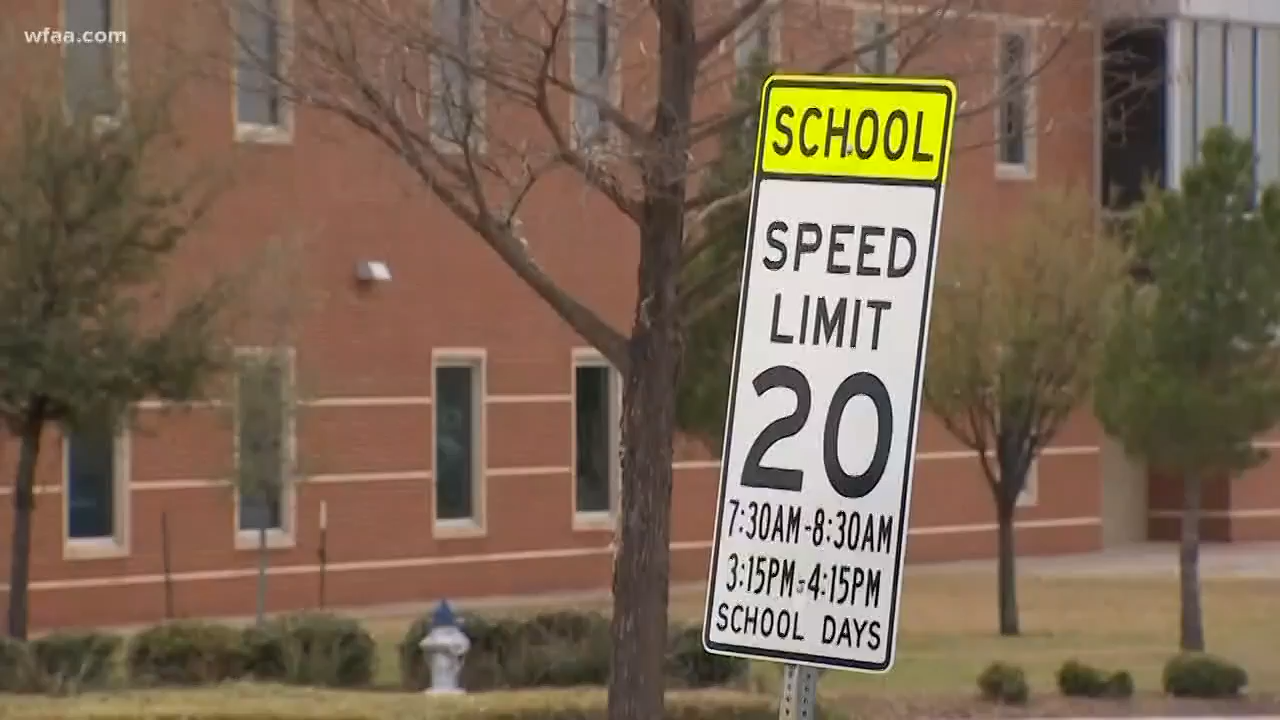 wfaa.com
SCHOOL
SPEED
LIMIT
20
7:30AM-8:30AM
3:15PM-4:15PM
SCHOOL DAYS